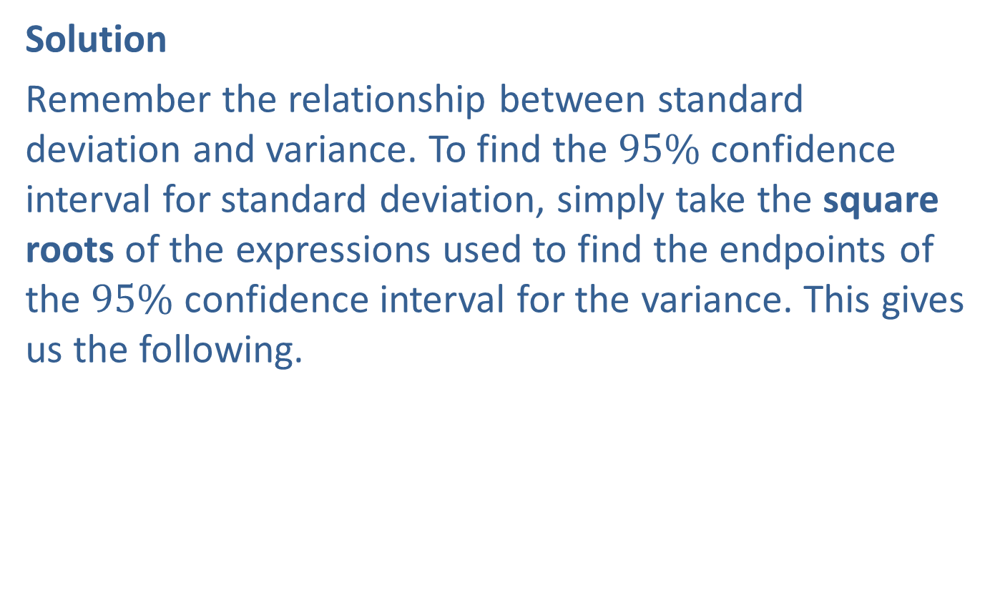 Solution
Remember the relationship between standard
deviation and variance. To find the 95% confidence
interval for standard deviation, simply take the square
roots of the expressions used to find the endpoints of
the 95% confidence interval for the variance. This gives
us the following.